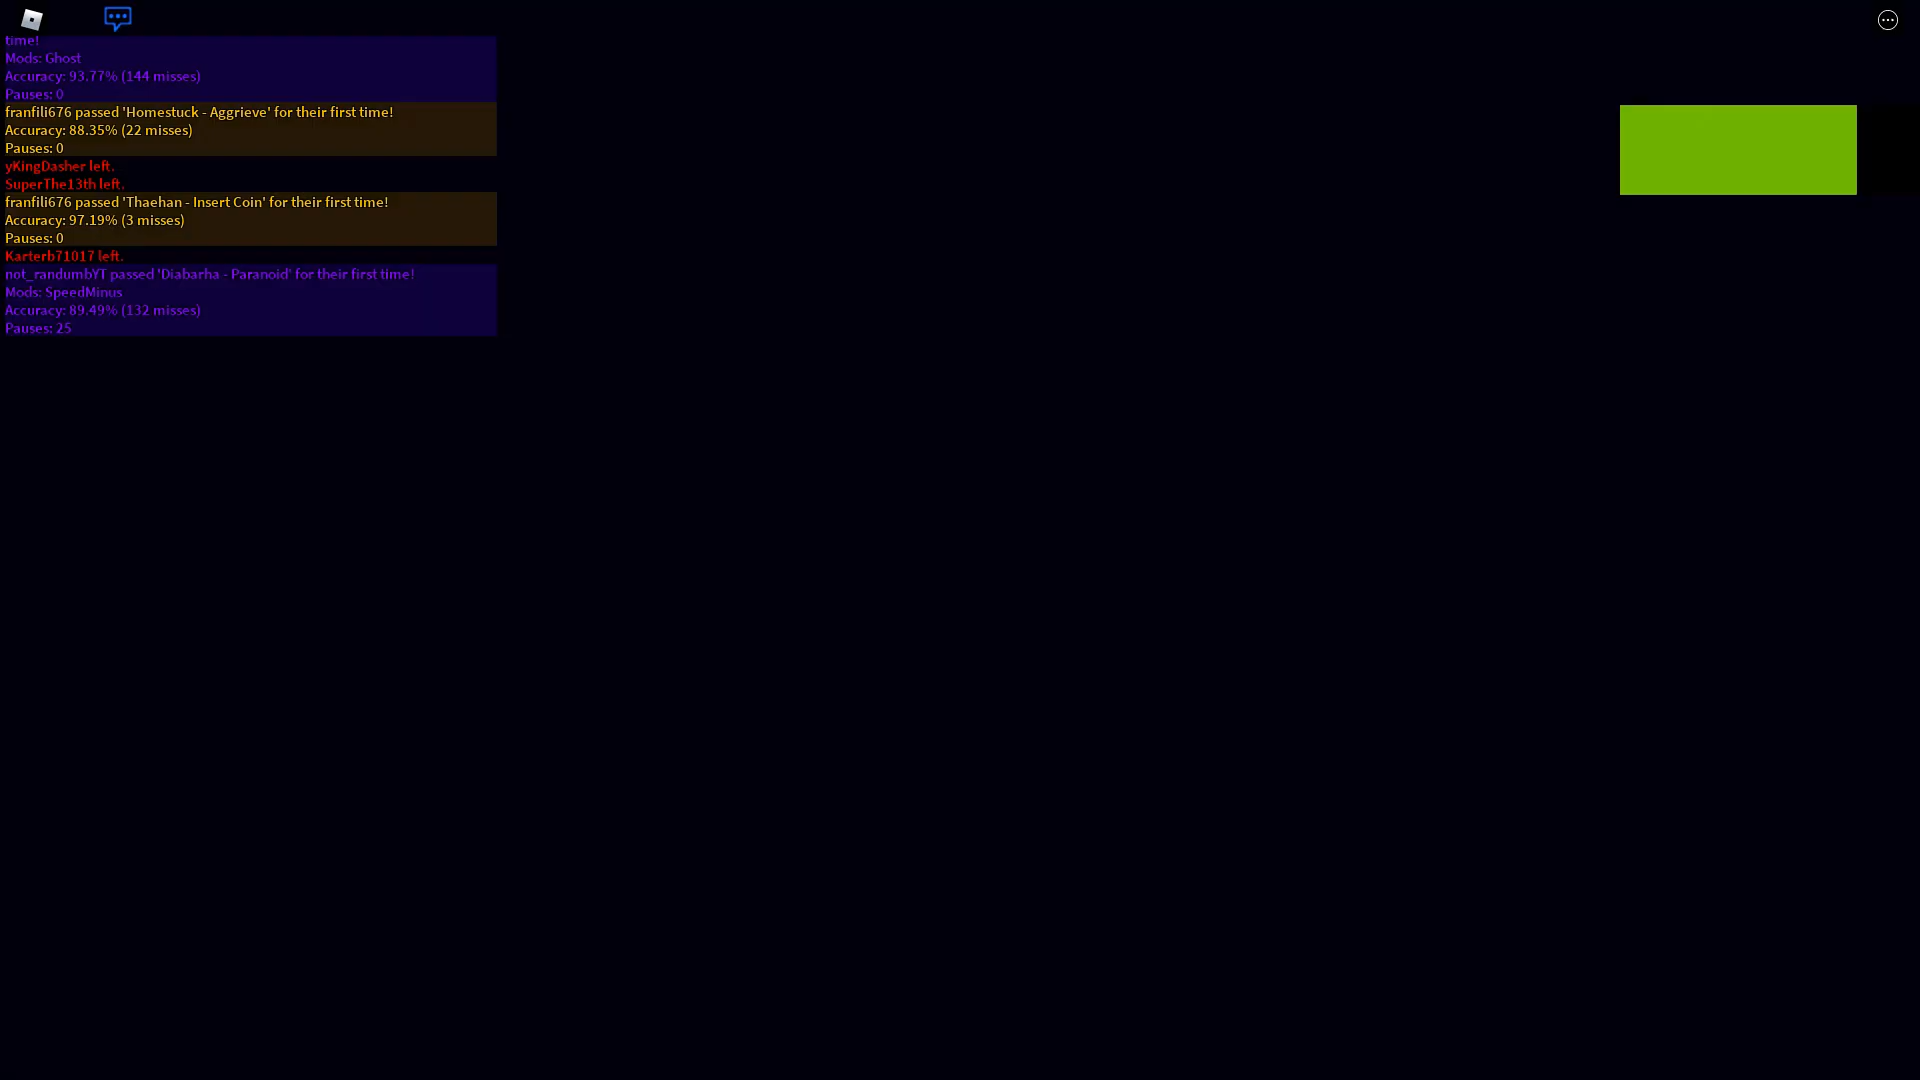 time!
Mods: Ghost
Accuracy: 93.77% (144 misses)
Pauses: 0
franfili676 passed 'Homestuck - Aggrieve' for their first time!
Accuracy: 88.35% (22 misses)
Pauses: 0
yKingDasher left.
SuperThe13th left.
franfili676 passed 'Thaehan - Insert Coin' for their first time!
Accuracy: 97.19% (3 misses)
Pauses: 0
Karterb71017 left.
not_randumbYT passed 'Diabarha - Paranoid' for their first time!
Mods: SpeedMinus
Accuracy: 89.49% (132 misses)
Pauses: 25